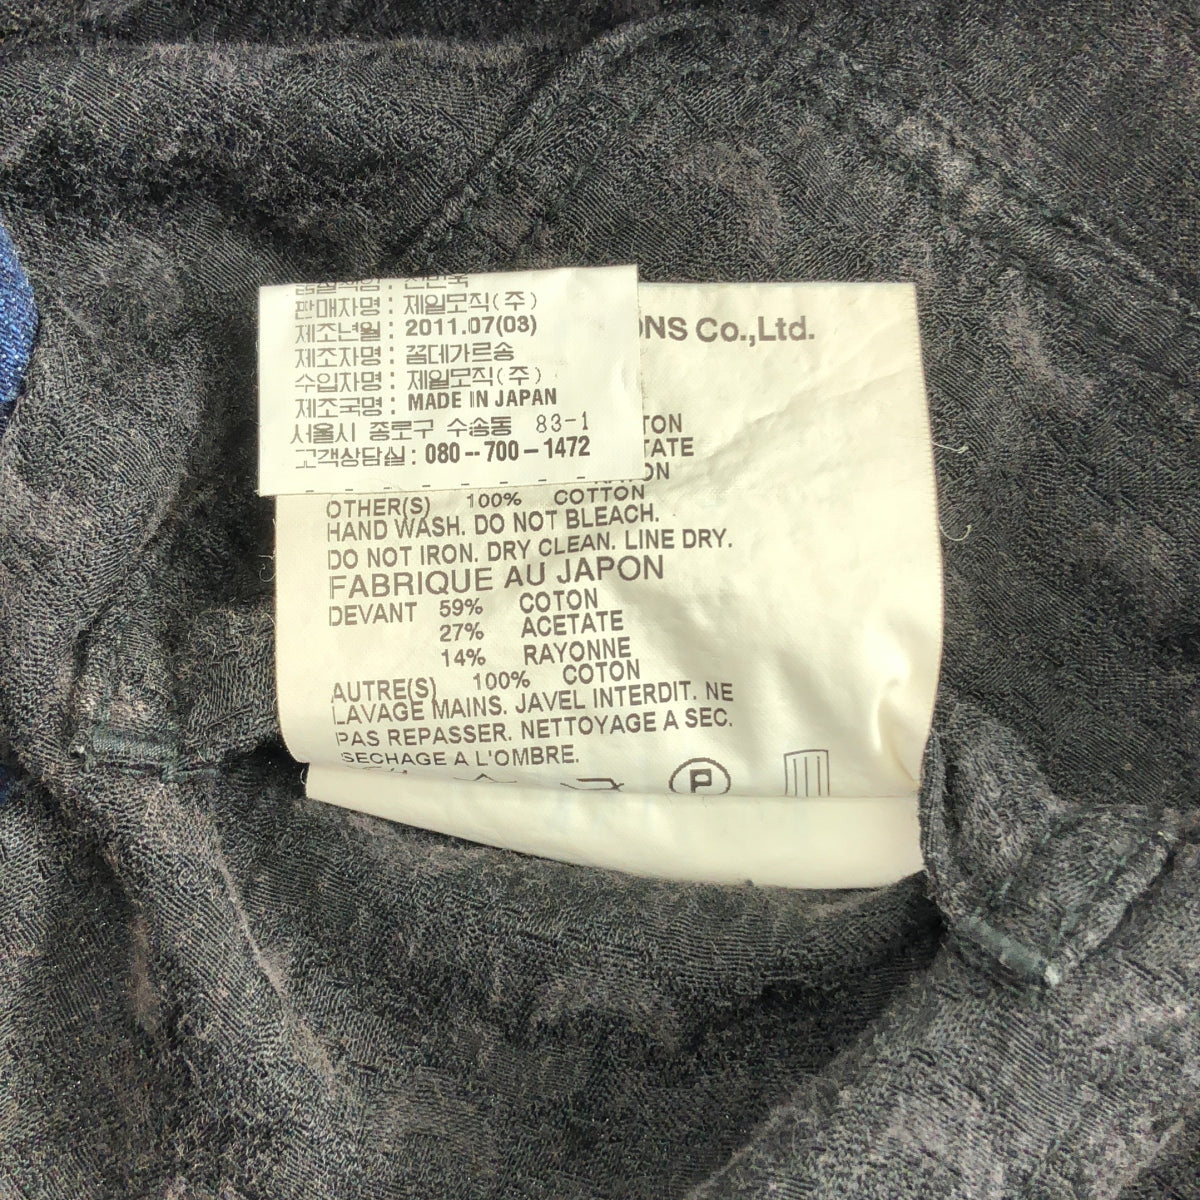 판매자명 : 제일모직(주)
제조년월 : 2011.07(03)
제조자명 : 꼼데가르송
수입자명 : 제일모직(주)
제조국명 : MADE IN JAPAN
서울시 종로구 수송동 83-1
고객상담실 : 080--700-1472
ONS Co.,Ltd.
OTHER(S) 100% COTTON
HAND WASH. DO NOT BLEACH.
DO NOT IRON. DRY CLEAN. LINE DRY.
FABRIQUE AU JAPON
DEVANT 59% COTON
27% ACETATE
14% RAYONNE
AUTRE(S) 100% COTON
LAVAGE MAINS. JAVEL INTERDIT. NE
PAS REPASSER. NETTOYAGE A SEC.
SECHAGE A L'OMBRE.
P